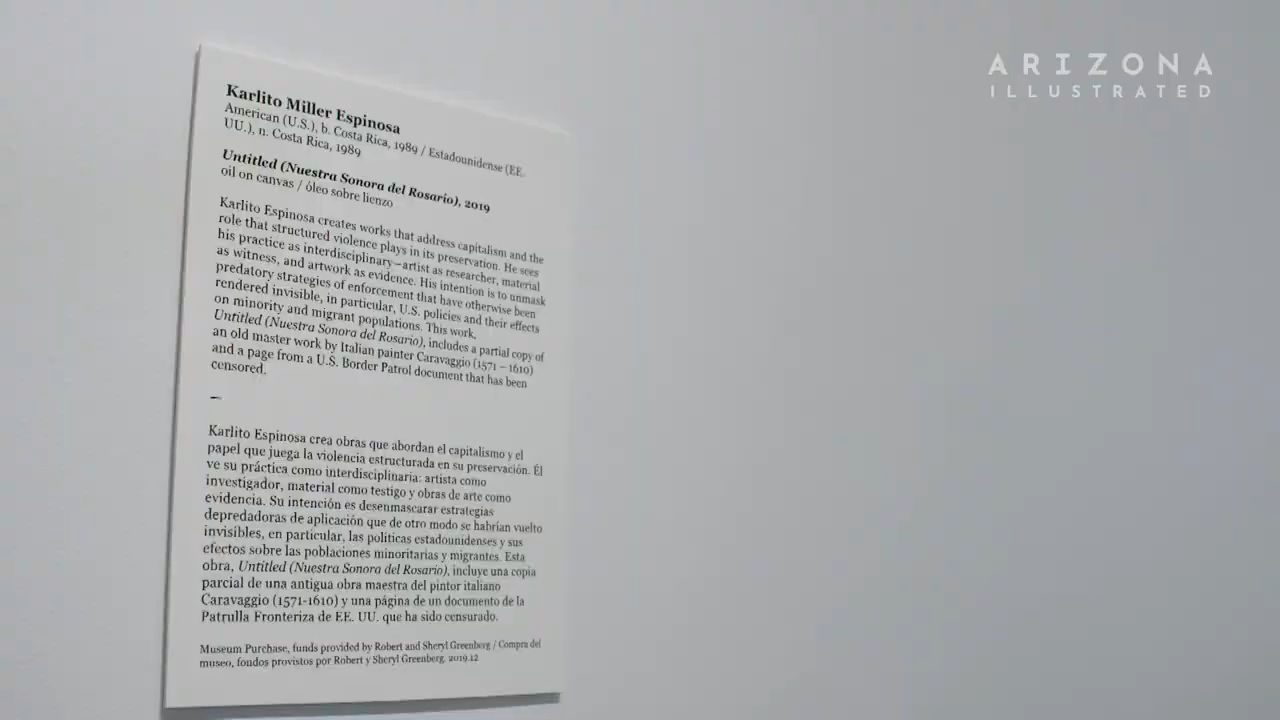 Karlito Miller Espinosa
American (U.S.), b. Costa Rica, 1989 / Estadounidense (EE.
UU.), n. Costa Rica, 1989
Untitled (Nuestra Sonora del Rosario), 2019
oil on canvas / óleo sobre lienzo
Karlito Espinosa creates works that address capitalism and the
role that structured violence plays in its preservation. He sees
his practice as interdisciplinary—artist as researcher, material
as witness, and artwork as evidence. His intention is to unmask
predatory strategies of enforcement that have otherwise been
rendered invisible, in particular, U.S. policies and their effects
on minority and migrant populations. This work,
Untitled (Nuestra Sonora del Rosario), includes a partial copy of
an old master work by Italian painter Caravaggio (1571 – 1610)
and a page from a U.S. Border Patrol document that has been
censored.
—
Karlito Espinosa crea obras que abordan el capitalismo y el
papel que juega la violencia estructurada en su preservación. Él
ve su práctica como interdisciplinaria: artista como
investigador, material como testigo y obras de arte como
evidencia. Su intención es desenmascarar estrategias
depredadoras de aplicación que de otro modo se habrían vuelto
invisibles, en particular, las políticas estadounidenses y sus
efectos sobre las poblaciones minoritarias y migrantes. Esta
obra, Untitled (Nuestra Sonora del Rosario), incluye una copia
parcial de una antigua obra maestra del pintor italiano
Caravaggio (1571-1610) y una página de un documento de la
Patrulla Fronteriza de EE. UU. que ha sido censurado.
Museum Purchase, funds provided by Robert and Sheryl Greenberg / Compra del
museo, fondos provistos por Robert y Sheryl Greenberg. 2019.12
ARIZONA
ILLUSTRATED